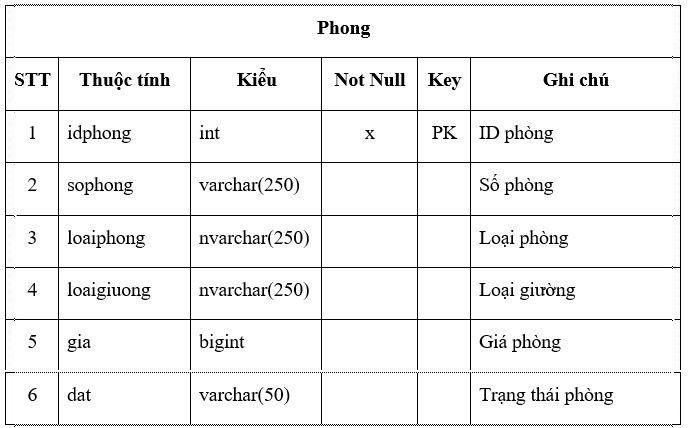 Phong
STT Thuộc tính Kiểu Not Null Key Ghi chú
1 idphong int x PK ID phòng
2 sophong varchar(250) Số phòng
3 loaiphong nvarchar(250) Loại phòng
4 loaigiuong nvarchar(250) Loại giường
5 gia bigint Giá phòng
6 dat varchar(50) Trạng thái phòng